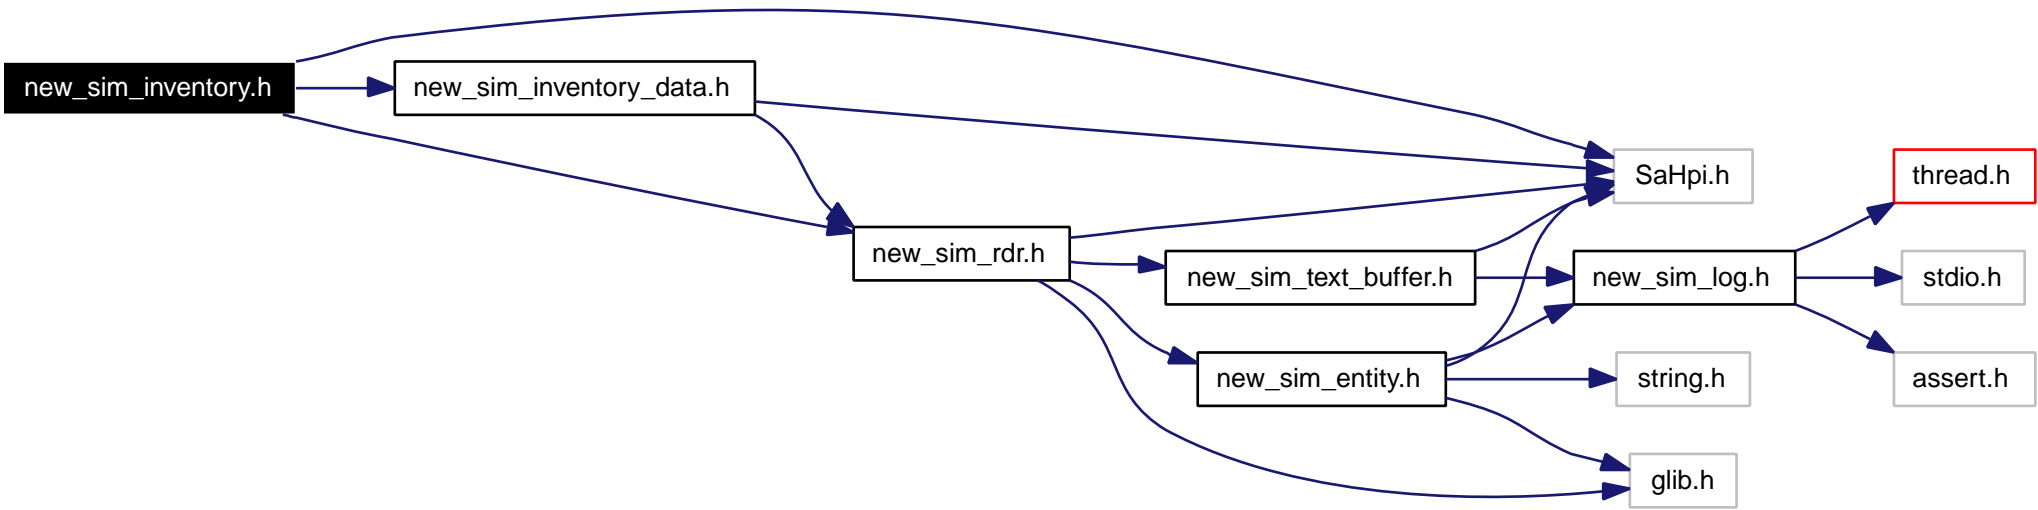 new_sim_inventory.h
new_sim_inventory_data.h
SaHpi.h
thread.h
new_sim_rdr.h
new_sim_text_buffer.h
new_sim_log.h
stdio.h
new_sim_entity.h
string.h
assert.h
glib.h